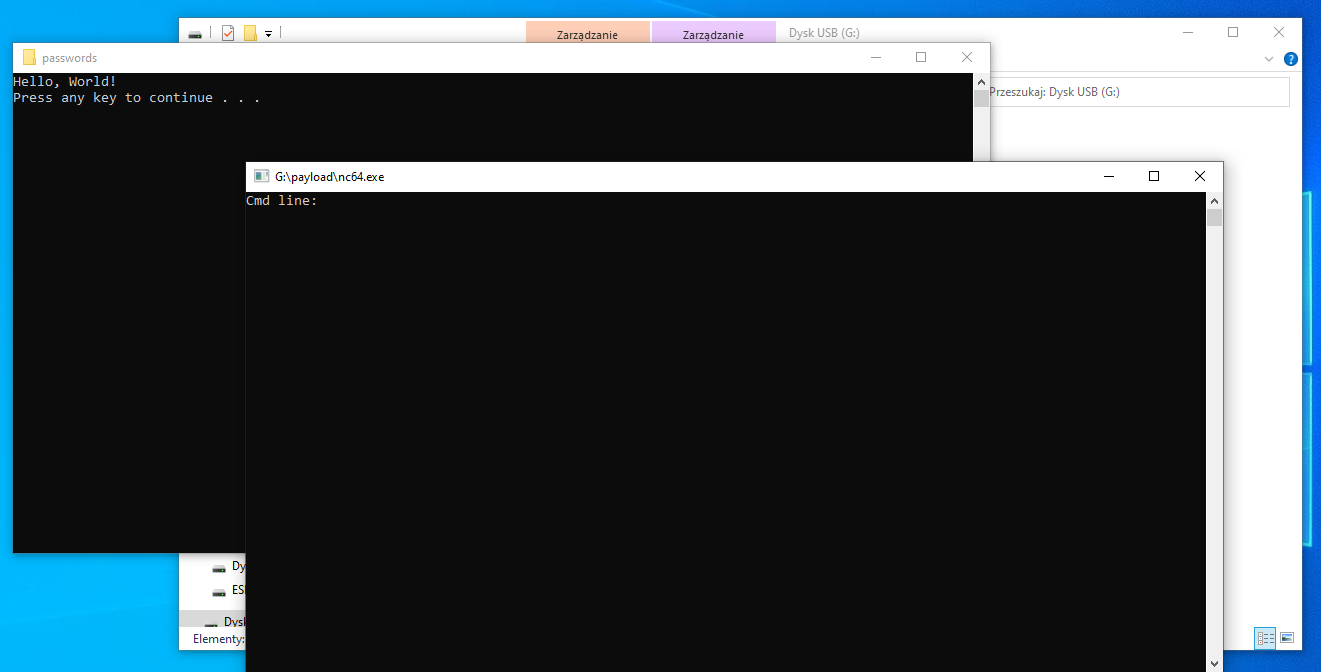 Zarządzanie
Zarządzanie
Dysk USB (G:)
passwords
Hello, World!
Press any key to continue . . .
Przeszukaj: Dysk USB (G:)
G:\payload\nc64.exe
Cmd line:
Dy
ES
Dysk
Elementy:
?